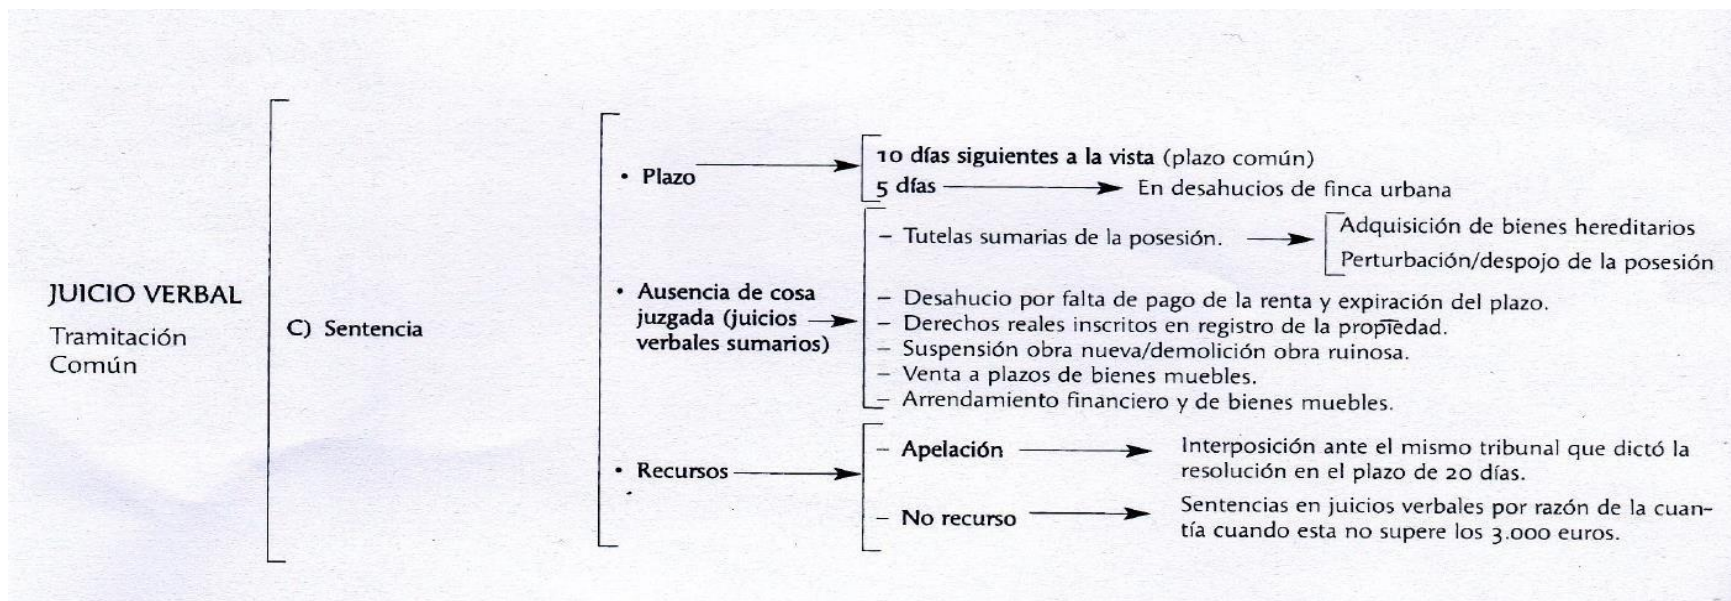 JUICIO VERBAL
Tramitación
Común
C) Sentencia
• Plazo
10 días siguientes a la vista (plazo común)
5 días
En desahucios de finca urbana
• Ausencia de cosa
juzgada (juicios
verbales sumarios)
– Tutelas sumarias de la posesión.
Adquisición de bienes hereditarios
Perturbación/despojo de la posesión
– Desahucio por falta de pago de la renta y expiración del plazo.
– Derechos reales inscritos en registro de la propiedad.
– Suspensión obra nueva/demolición obra ruinosa.
– Venta a plazos de bienes muebles.
– Arrendamiento financiero y de bienes muebles.
• Recursos
– Apelación
Interposición ante el mismo tribunal que dictó la
resolución en el plazo de 20 días.
– No recurso
Sentencias en juicios verbales por razón de la cuan-
tía cuando esta no supere los 3.000 euros.